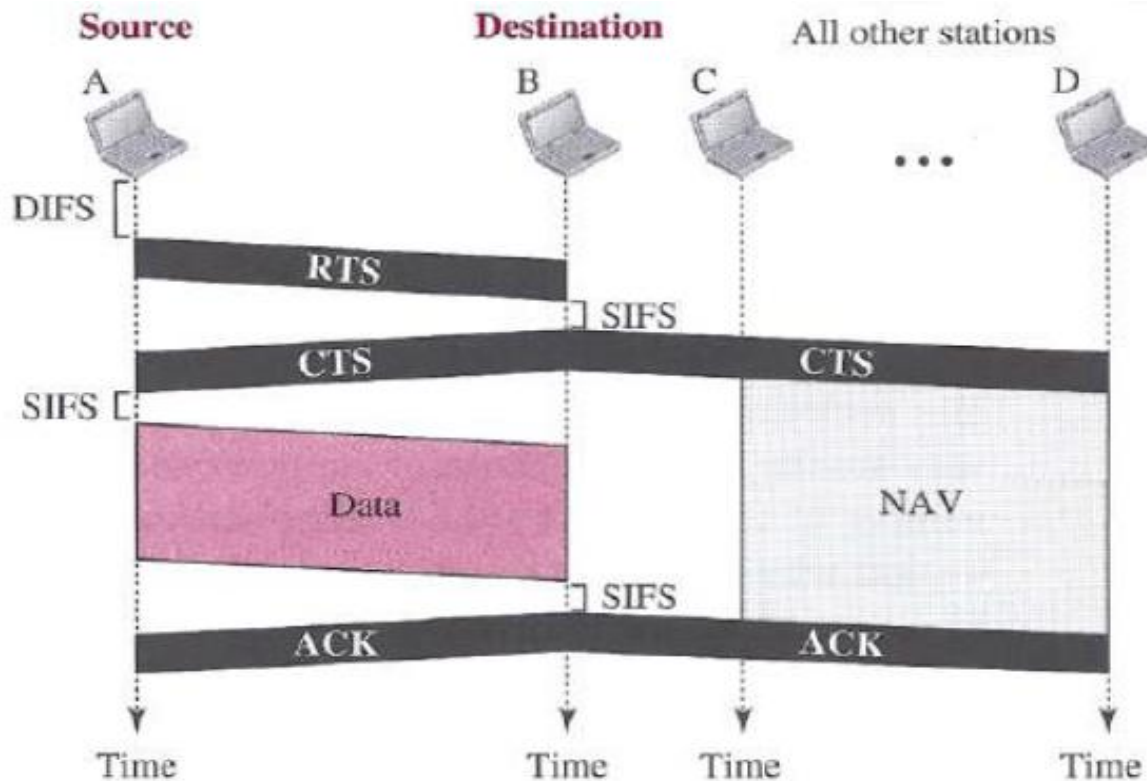 Source Destination All other stations
A B C D
DIFS
RTS
SIFS
CTS CTS
SIFS
Data NAV
SIFS
ACK ACK
Time Time Time Time